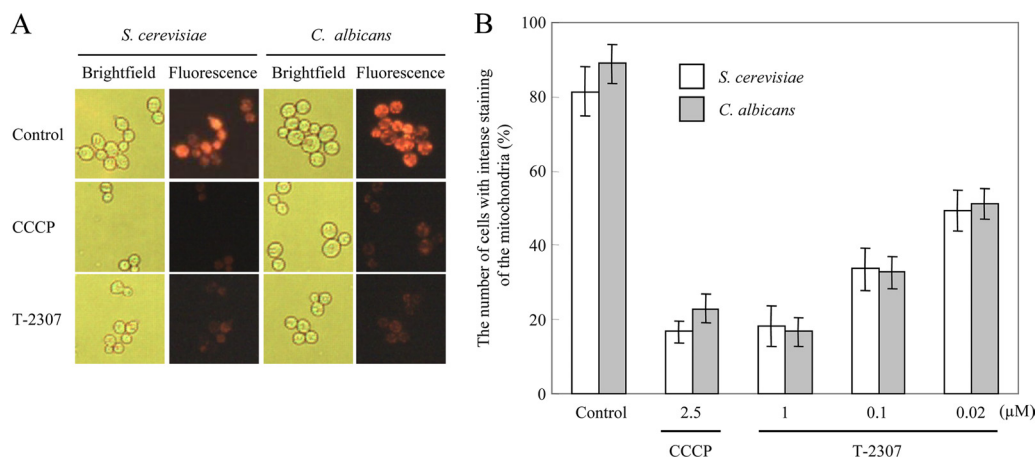 A
S. cerevisiae
C. albicans
Brightfield
Fluorescence
Brightfield
Fluorescence
Control
CCCP
T-2307
B
The number of cells with intense staining
of the mitochondria (%)
100
80
60
40
20
0
S. cerevisiae
C. albicans
Control
2.5
1
0.1
0.02
(μM)
CCCP
T-2307